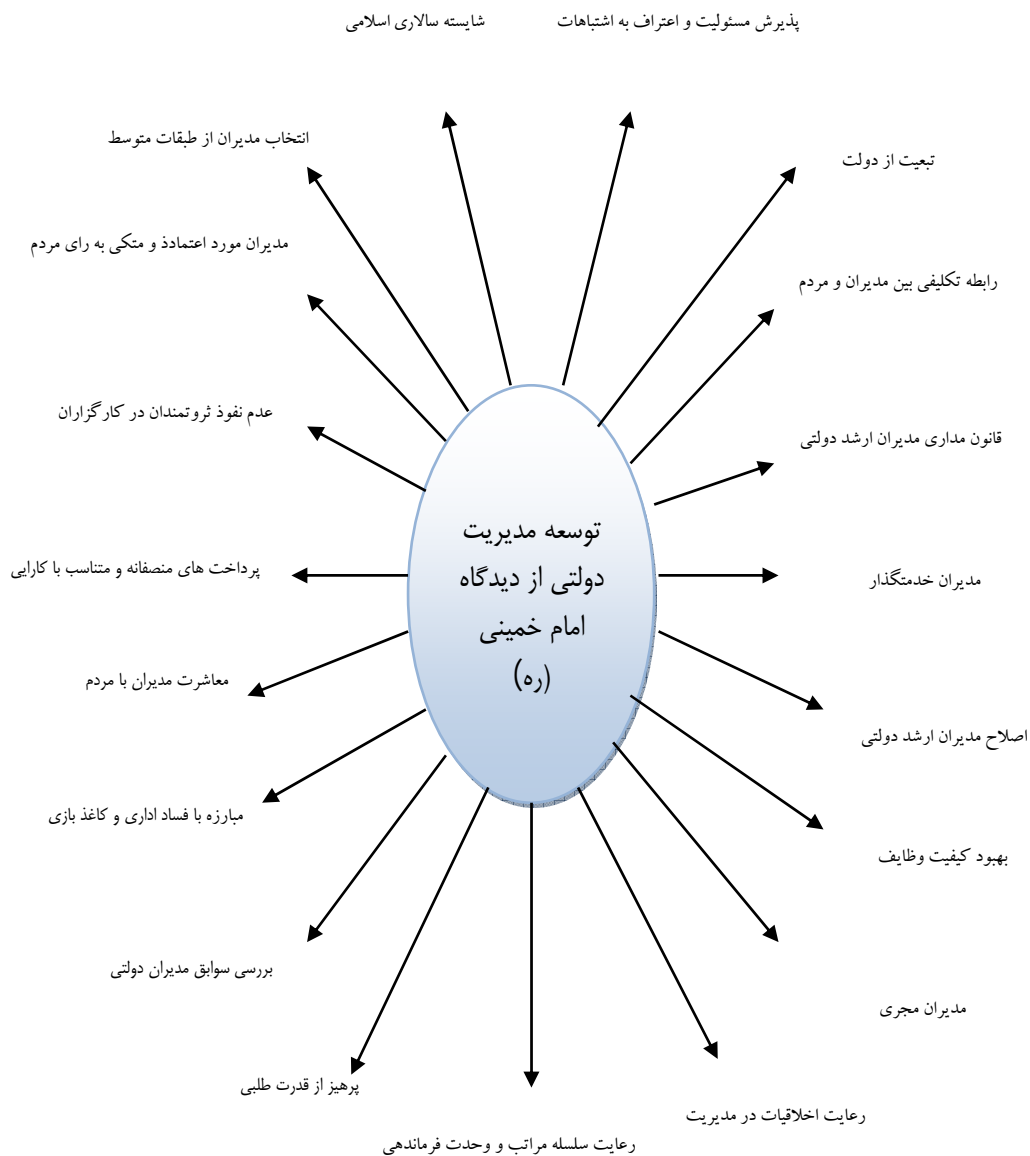 پذیرش مسئولیت و اعتراف به اشتباهات
شایسته سالاری اسلامی
انتخاب مدیران از طبقات متوسط
تبعیت از دولت
مدیران مورد اعتمادذ و متکی به رای مردم
رابطه تکلیفی بین مدیران و مردم
عدم نفوذ ثروتمندان در کارگزاران
قانون مداری مدیران ارشد دولتی
توسعه مدیریت
دولتی از دیدگاه
امام خمینی
(ره)
پرداخت های منصفانه و متناسب با کارایی
مدیران خدمتگذار
معاشرت مدیران با مردم
اصلاح مدیران ارشد دولتی
مبارزه با فساد اداری و کاغذ بازی
بهبود کیفیت وظایف
بررسی سوابق مدیران دولتی
مدیران مجری
پرهیز از قدرت طلبی
رعایت اخلاقیات در مدیریت
رعایت سلسله مراتب و وحدت فرماندهی